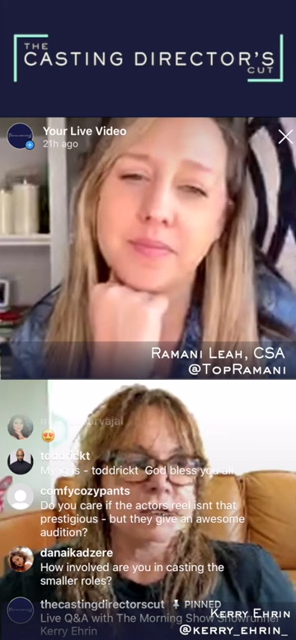 THE
CASTING DIRECTOR'S
CUT
Your Live Video
21h ago
RAMANI LEAH, CSA
@TOPRAMANI
😍
toddrickt
God bless you all
comfycozypants
Do you care if the actors reel isnt that
prestigious - but they give an awesome
audition?
danaikadzere
How involved are you in casting
the smaller roles?
thecastingdirectorscut PINNED
KERRY EHRIN
Live Q&A with The Morning Show Showrunner
Kerry Ehrin
@KERRY_EHRIN